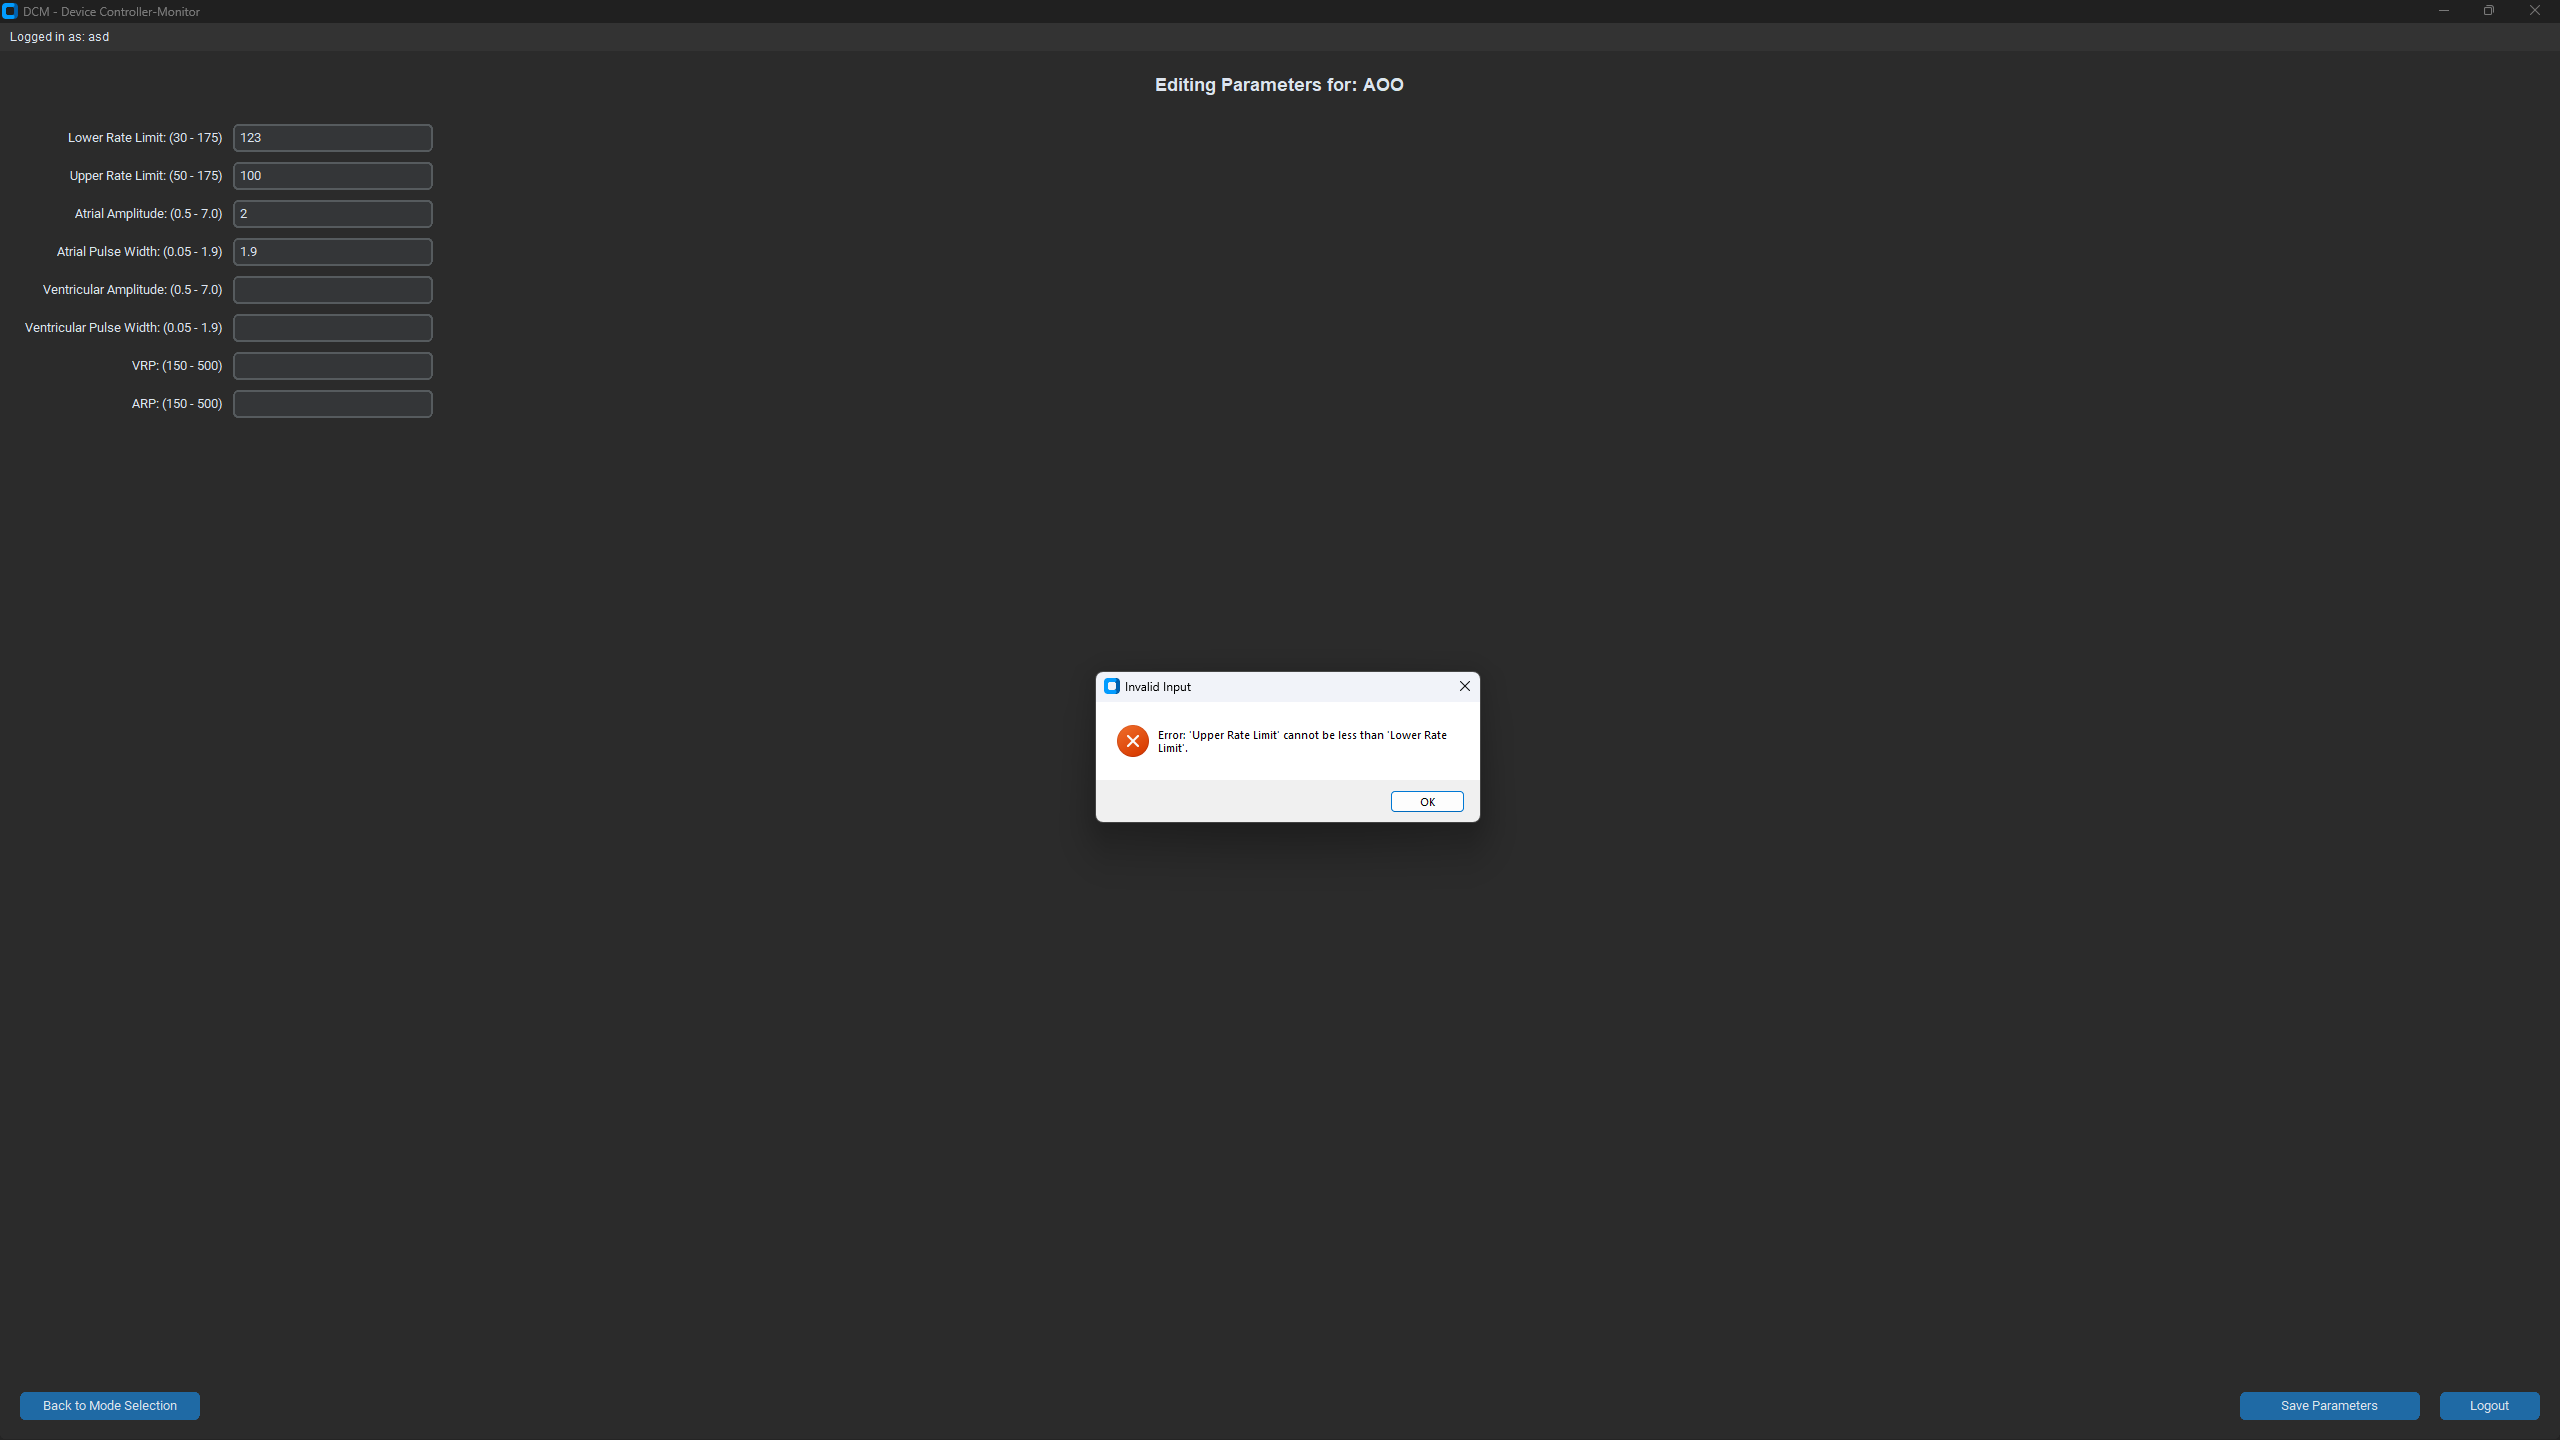 DCM - Device Controller-Monitor
Logged in as: asd
Editing Parameters for: AOO
Lower Rate Limit: (30 - 175) 123
Upper Rate Limit: (50 - 175) 100
Atrial Amplitude: (0.5 - 7.0) 2
Atrial Pulse Width: (0.05 - 1.9) 1.9
Ventricular Amplitude: (0.5 - 7.0)
Ventricular Pulse Width: (0.05 - 1.9)
VRP: (150 - 500)
ARP: (150 - 500)
Invalid Input
Error: 'Upper Rate Limit' cannot be less than 'Lower Rate
Limit'.
OK
Back to Mode Selection
Save Parameters
Logout